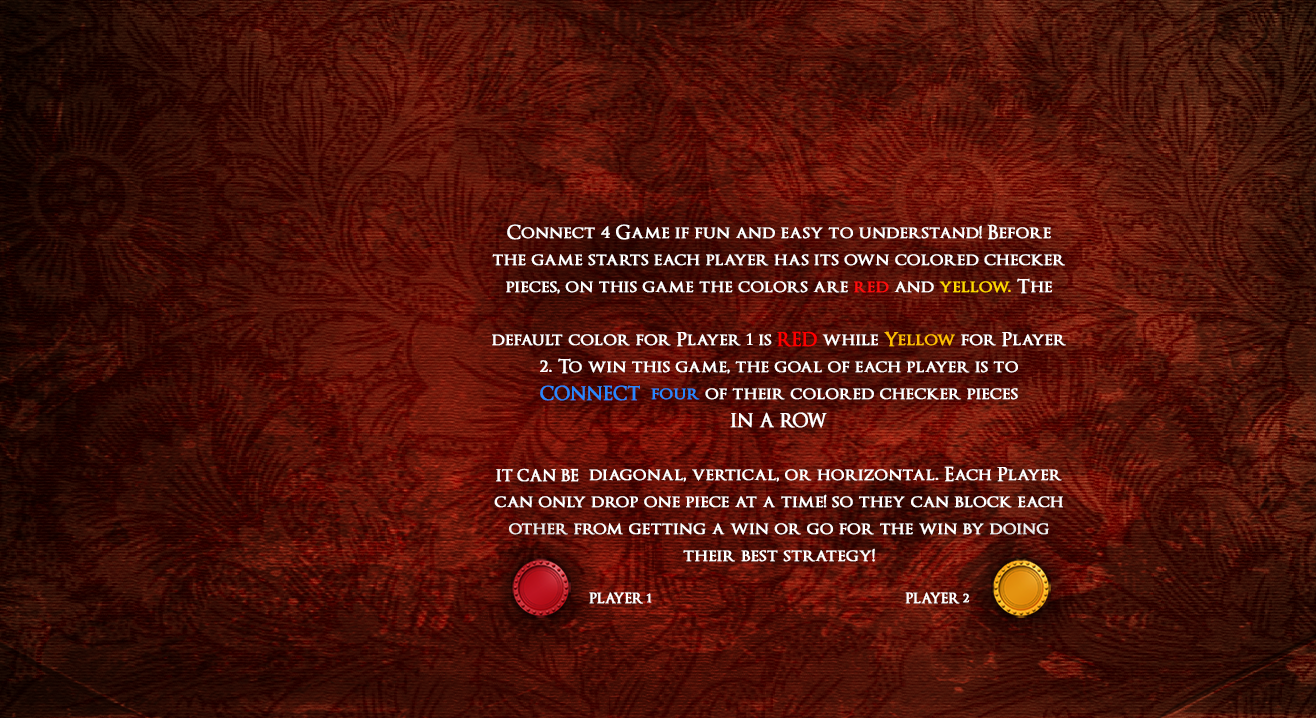 Connect 4 Game if fun and easy to understand! Before
the game starts each player has its own colored checker
pieces, on this game the colors are red and yellow. The
default color for Player 1 is RED while Yellow for Player
2. To win this game, the goal of each player is to
CONNECT four of their colored checker pieces
IN A ROW
IT CAN BE diagonal, vertical, or horizontal. Each Player
can only drop one piece at a time! so they can block each
other from getting a win or go for the win by doing
their best strategy!
PLAYER 1 PLAYER 2